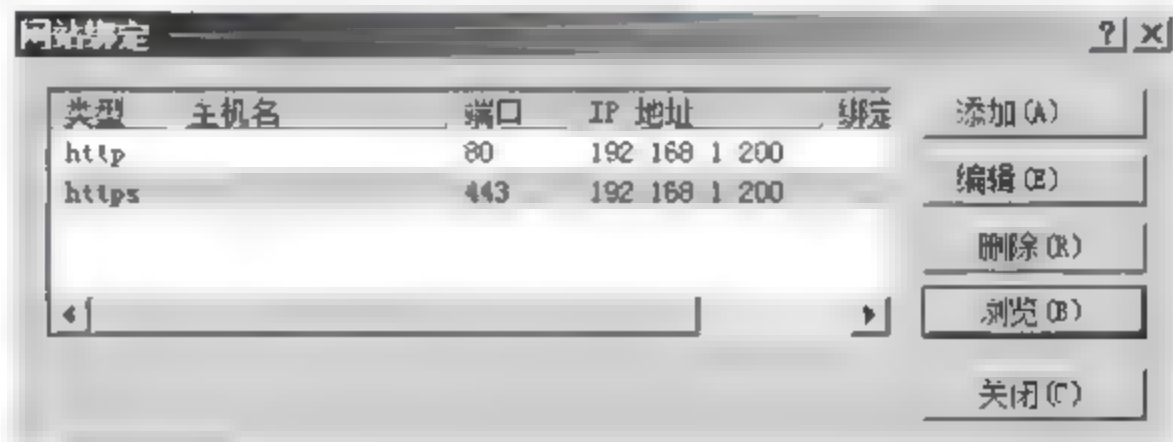 网站绑定
类型 主机名 端口 IP 地址 绑定
http 80 192 168 1 200
https 443 192 168 1 200
添加(A)
编辑(E)
删除(R)
浏览(B)
关闭(C)